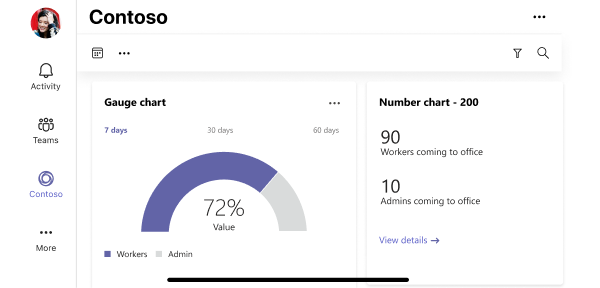 Contoso
Activity
Teams
Contoso
More
Gauge chart
7 days 30 days 60 days
72%
Value
Workers Admin
Number chart - 200
90
Workers coming to office
10
Admins coming to office
View details →